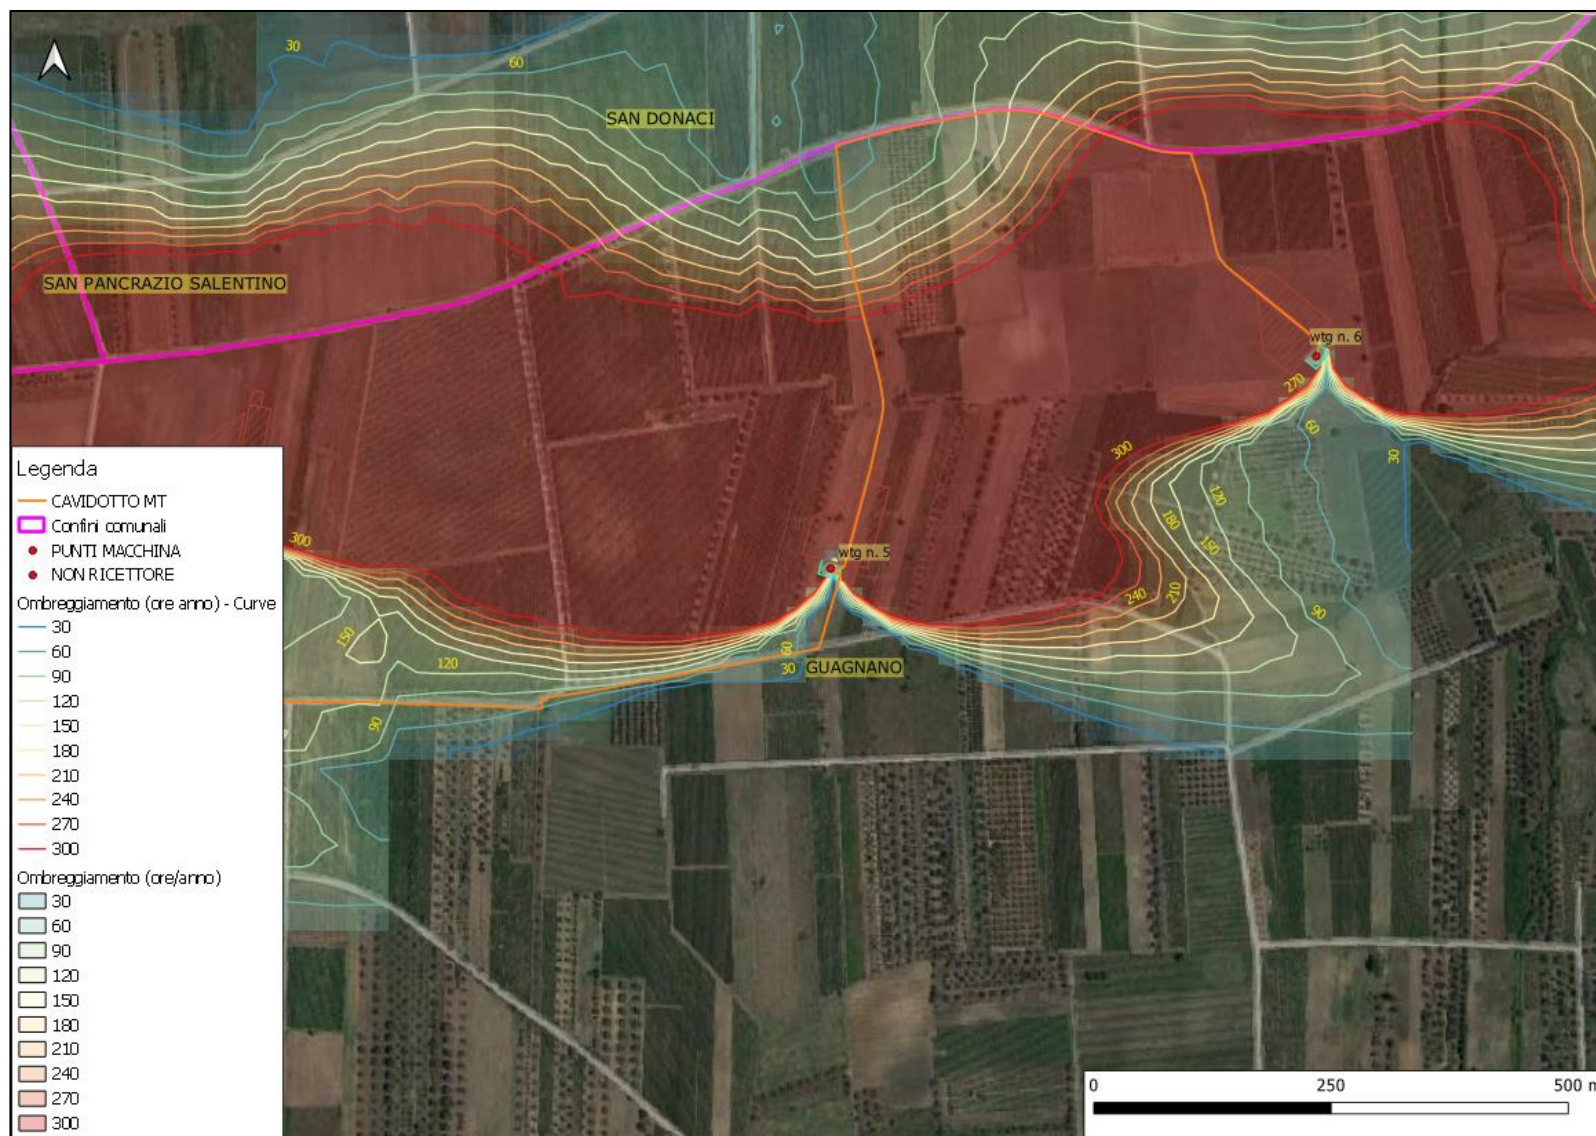 30
60
SAN DONACI
SAN PANCRAZIO SALENTINO
wtg n. 6
270
60
300
30
120
180
150
300
wtg n. 5
240
210
90
150
120
60
30
GUAGNANO
90
Legenda
CAVIDOTTO MT
Confini comunali
PUNTI MACCHINA
NON RICETTORE
Ombreggiamento (ore anno) - Curve
30
60
90
120
150
180
210
240
270
300
Ombreggiamento (ore/anno)
30
60
90
120
150
180
210
240
270
300
0 250 500 m